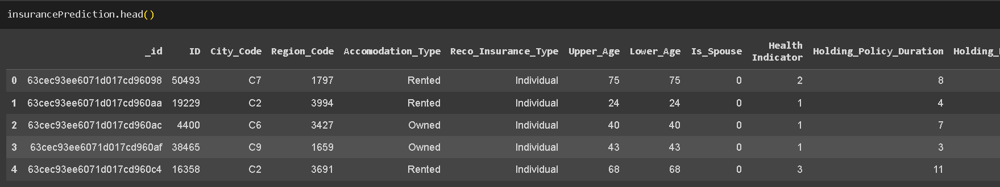 insurancePrediction.head()
_id ID City_Code Region_Code Accomodation_Type Reco_Insurance_Type Upper_Age Lower_Age Is_Spouse Health Indicator Holding_Policy_Duration Holding_
0 63cec93ee6071d017cd96098 50493 C7 1797 Rented Individual 75 75 0 2 8
1 63cec93ee6071d017cd960aa 19229 C2 3994 Rented Individual 24 24 0 1 4
2 63cec93ee6071d017cd960ac 4400 C6 3427 Owned Individual 40 40 0 1 7
3 63cec93ee6071d017cd960af 38465 C9 1659 Owned Individual 43 43 0 1 3
4 63cec93ee6071d017cd960c4 16358 C2 3691 Rented Individual 68 68 0 3 11